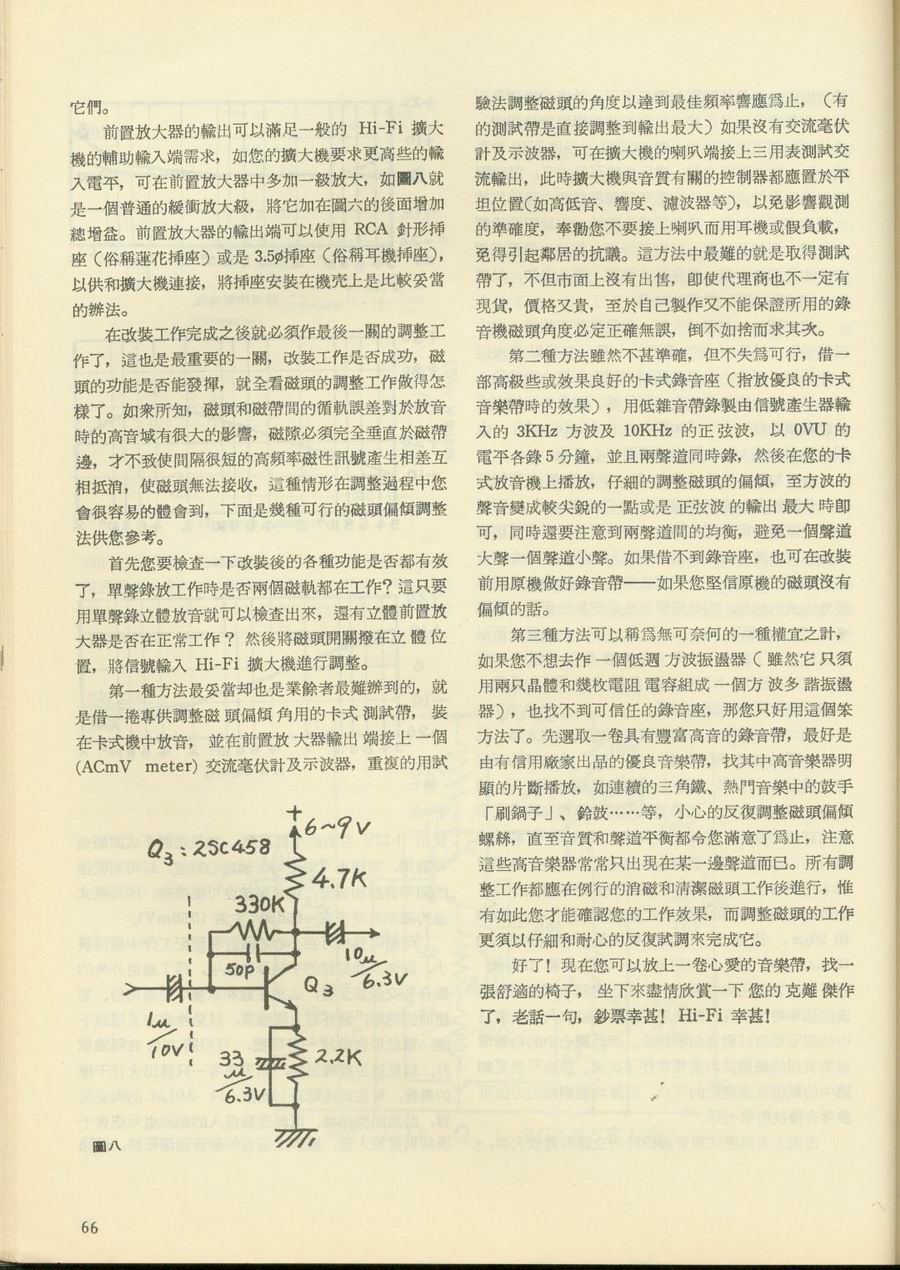 它們。
前置放大器的輸出可以滿足一般的 Hi-Fi 擴大
機的輔助輸入端需求，如您的擴大機要求更高些的輸
入電平，可在前置放大器中多加一級放大，如圖八就
是一個普通的緩衝放大級，將它加在圖六的後面增加
總增益。前置放大器的輸出端可以使用 RCA 針形揷
座（俗稱蓮花揷座）或是 3.5ø揷座（俗稱耳機揷座），
以供和擴大機連接，將揷座安裝在機壳上是比較妥當
的辦法。
在改裝工作完成之後就必須作最後一關的調整工
作了，這也是最重要的一關，改裝工作是否成功，磁
頭的功能是否能發揮，就全看磁頭的調整工作做得怎
樣了。如衆所知，磁頭和磁帶間的循軌誤差對於放音
時的高音域有很大的影響，磁隙必須完全垂直於磁帶
邊，才不致使間隔很短的高頻率磁性訊號產生相差互
相抵消，使磁頭無法接收，這種情形在調整過程中您
會很容易的體會到，下面是幾種可行的磁頭偏傾調整
法供您參考。
首先您要檢查一下改裝後的各種功能是否都有效
了，單聲錄放工作時是否兩個磁軌都在工作？這只要
用單聲錄立體放音就可以檢查出來，還有立體前置放
大器是否在正常工作？ 然後將磁頭開關撥在立 體 位
置，將信號輸入 Hi-Fi 擴大機進行調整。
第一種方法最妥當却也是業餘者最難辦到的，就
是借一捲專供調整磁 頭偏傾 角用的卡式 測試帶， 裝
在卡式機中放音， 並在前置放 大器輸出 端接上 一個
(ACmV meter) 交流毫伏計及示波器，重複的用試
驗法調整磁頭的角度以達到最佳頻率響應爲止，（有
的測試帶是直接調整到輸出最大）如果沒有交流毫伏
計及示波器，可在擴大機的喇叭端接上三用表測試交
流輸出，此時擴大機與音質有關的控制器都應置於平
坦位置(如高低音、響度、濾波器等)，以免影響觀測
的準確度，奉勸您不要接上喇叭而用耳機或假負載，
免得引起鄰居的抗議。這方法中最難的就是取得測試
帶了，不但市面上沒有出售，卽使代理商也不一定有
現貨，價格又貴，至於自己製作又不能保證所用的錄
音機磁頭角度必定正確無誤，倒不如捨而求其次。
第二種方法雖然不甚準確，但不失爲可行，借一
部高級些或效果良好的卡式錄音座（指放優良的卡式
音樂帶時的效果），用低雜音帶錄製由信號產生器輸
入的 3KHz 方波及 10KHz 的正弦波，以 0VU 的
電平各錄 5 分鐘，並且兩聲道同時錄，然後在您的卡
式放音機上播放，仔細的調整磁頭的偏傾，至方波的
聲音變成較尖銳的一點或是 正弦波 的輸出 最大 時卽
可，同時還要注意到兩聲道間的均衡，避免一個聲道
大聲一個聲道小聲。如果借不到錄音座，也可在改裝
前用原機做好錄音帶——如果您堅信原機的磁頭沒有
偏傾的話。
第三種方法可以稱爲無可奈何的一種權宜之計，
如果您不想去作 一個低週 方波振盪器（ 雖然它 只須
用兩只晶體和幾枚電阻 電容組成 一個方 波多 諧振盪
器），也找不到可信任的錄音座，那您只好用這個笨
方法了。先選取一卷具有豐富高音的錄音帶，最好是
由有信用廠家出品的優良音樂帶，找其中高音樂器明
顯的片斷播放，如連續的三角鐵、熱門音樂中的鼓手
「刷鍋子」、鈴鼓……等，小心的反復調整磁頭偏傾
螺絲，直至音質和聲道平衡都令您滿意了爲止，注意
這些高音樂器常常只出現在某一邊聲道而已。所有調
整工作都應在例行的消磁和清潔磁頭工作後進行，惟
有如此您才能確認您的工作效果，而調整磁頭的工作
更須以仔細和耐心的反復試調來完成它。
好了！現在您可以放上一卷心愛的音樂帶，找一
張舒適的椅子， 坐下來盡情欣賞一下 您的 克難 傑作
了，老話一句，鈔票幸甚！ Hi-Fi 幸甚！
+
6~9V
Q3：2SC458
4.7K
330K
50P
10μ/6.3V
Q3
1μ/10V
33μ/6.3V
2.2K
圖八
66